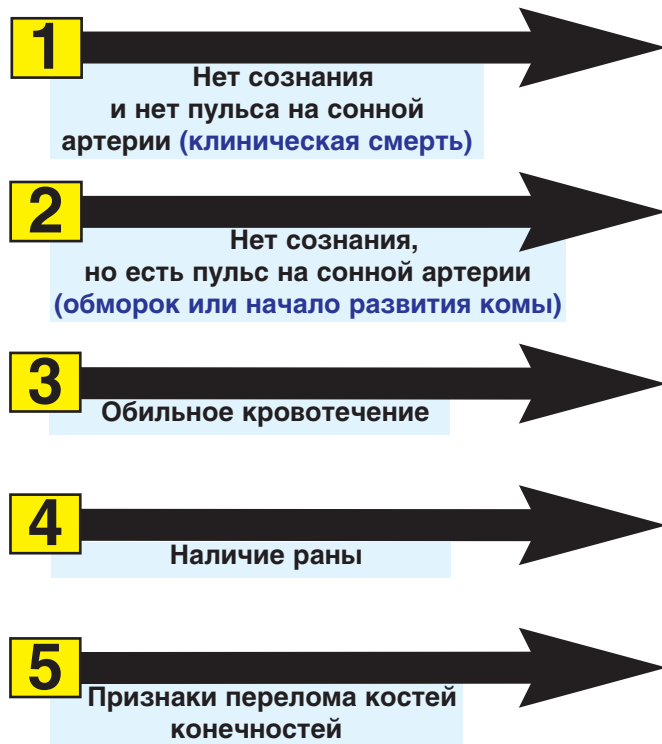 1
Нет сознания
и нет пульса на сонной
артерии (клиническая смерть)
2
Нет сознания,
но есть пульс на сонной артерии
(обморок или начало развития комы)
3
Обильное кровотечение
4
Наличие раны
5
Признаки перелома костей
конечностей